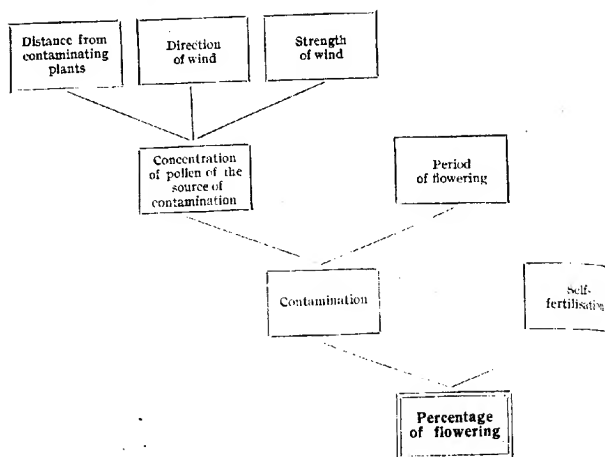 Distance from
contaminating
plants
Direction
of wind
Strength
of wind
Concentration
of pollen of the
source of
contamination
Period
of flowering
Contamination
Self-
Percentage
of flowering